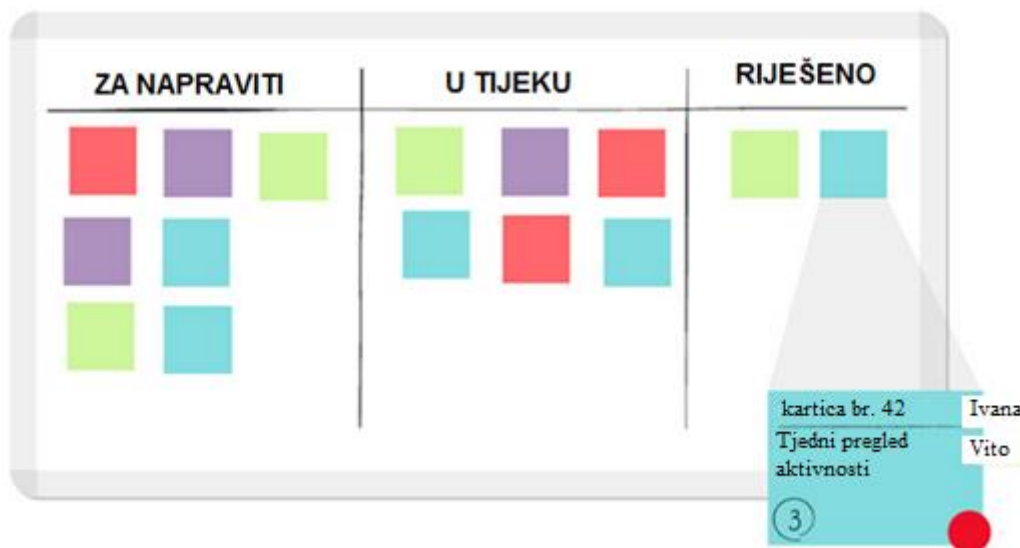 ZA NAPRAVITI
U TIJEKU
RIJEŠENO
kartica br. 42
Ivana
Tjedni pregled
aktivnosti
Vito
3